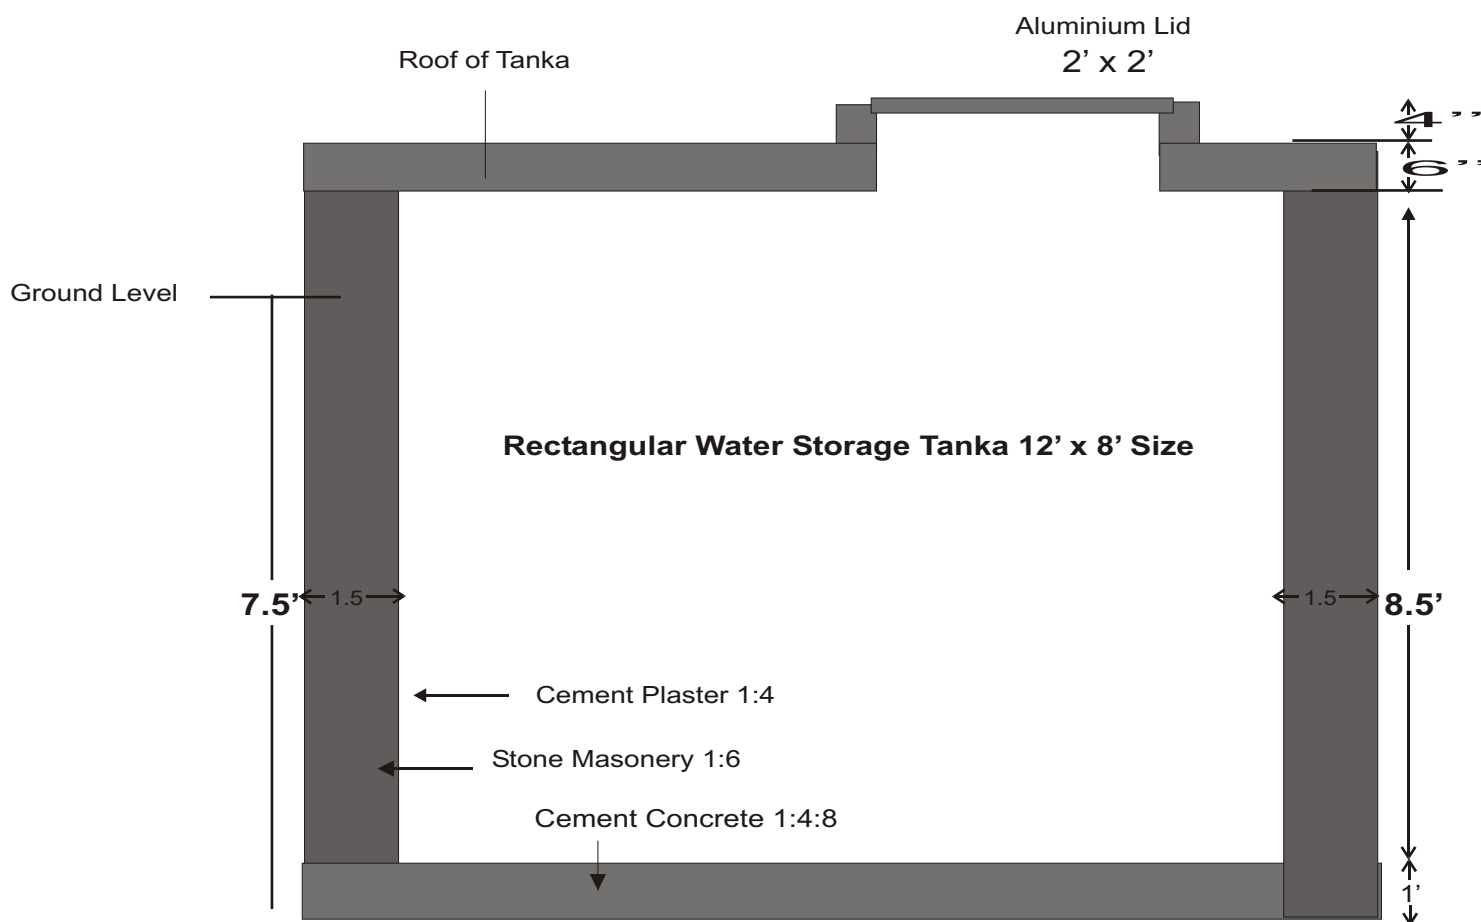 Aluminium Lid
2’ x 2’
Roof of Tanka
4’’
6’’
Ground Level
Rectangular Water Storage Tanka 12’ x 8’ Size
7.5’
1.5
1.5
8.5’
Cement Plaster 1:4
Stone Masonery 1:6
Cement Concrete 1:4:8
1’